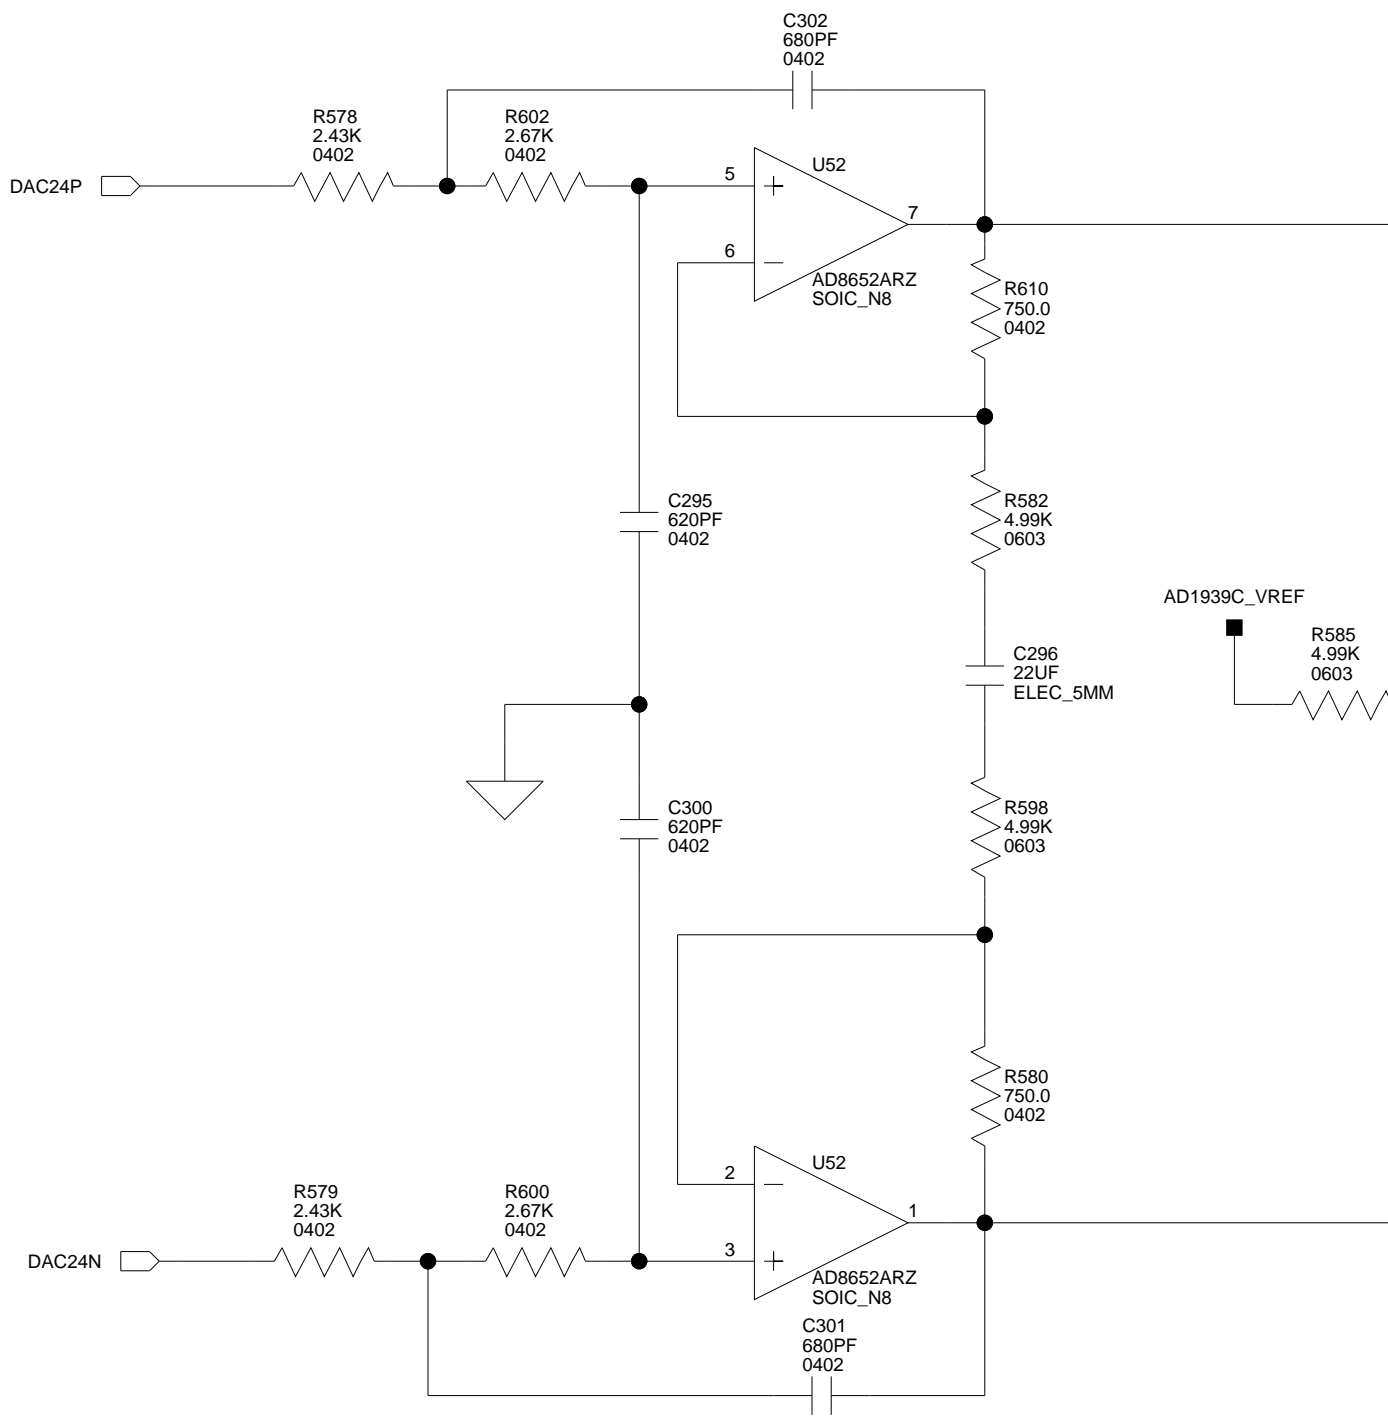 C302
680PF
0402
R578
2.43K
0402
R602
2.67K
0402
U52
DAC24P
5
7
6
AD8652ARZ
SOIC_N8
R610
750.0
0402
C295
620PF
0402
R582
4.99K
0603
AD1939C_VREF
R585
4.99K
0603
C296
22UF
ELEC_5MM
C300
620PF
0402
R598
4.99K
0603
R580
750.0
0402
U52
2
1
3
R579
2.43K
0402
R600
2.67K
0402
DAC24N
AD8652ARZ
SOIC_N8
C301
680PF
0402